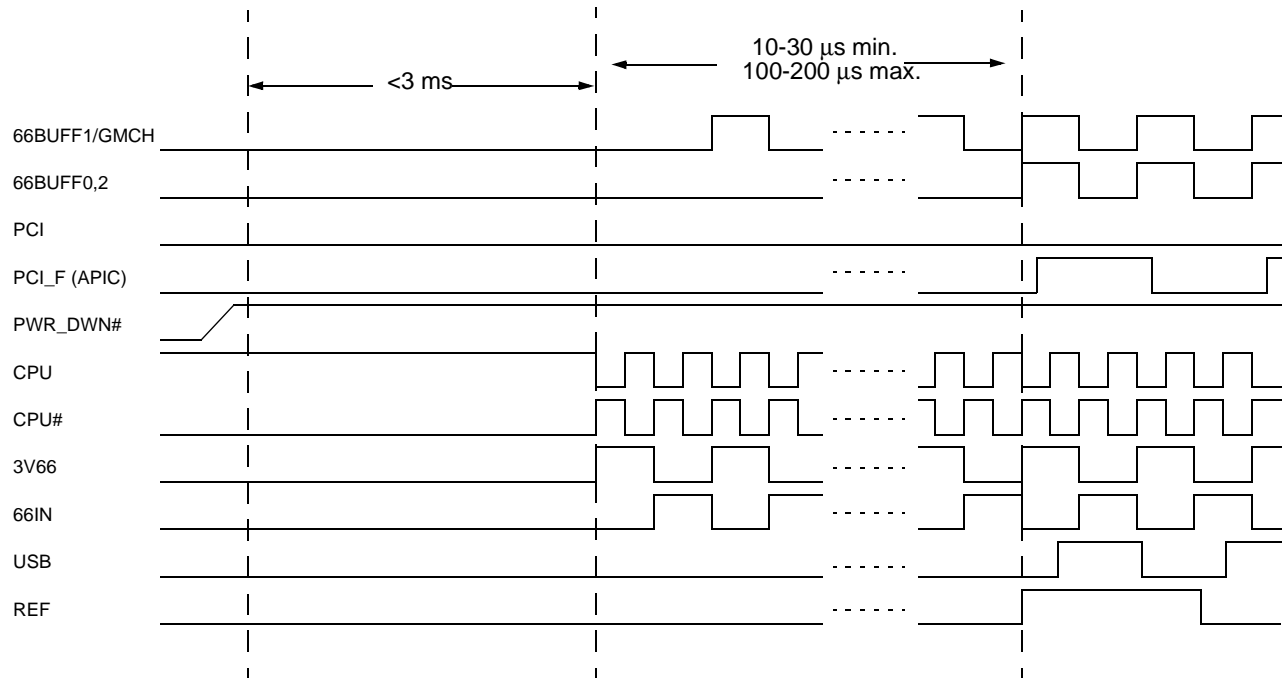 10-30 μs min.
100-200 μs max.
<3 ms
66BUFF1/GMCH
66BUFF0,2
PCI
PCI_F (APIC)
PWR_DWN#
CPU
CPU#
3V66
66IN
USB
REF